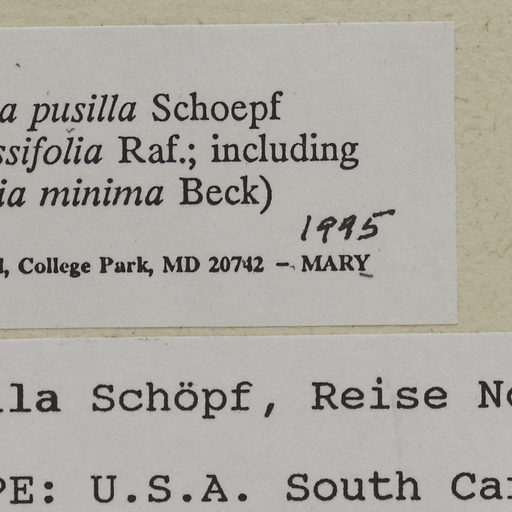 a pusilla Schoepf
ssifolia Raf.; including
ia minima Beck)
1995
l, College Park, MD 20742 – MARY
lla Schöpf, Reise No
PE: U.S.A. South Car